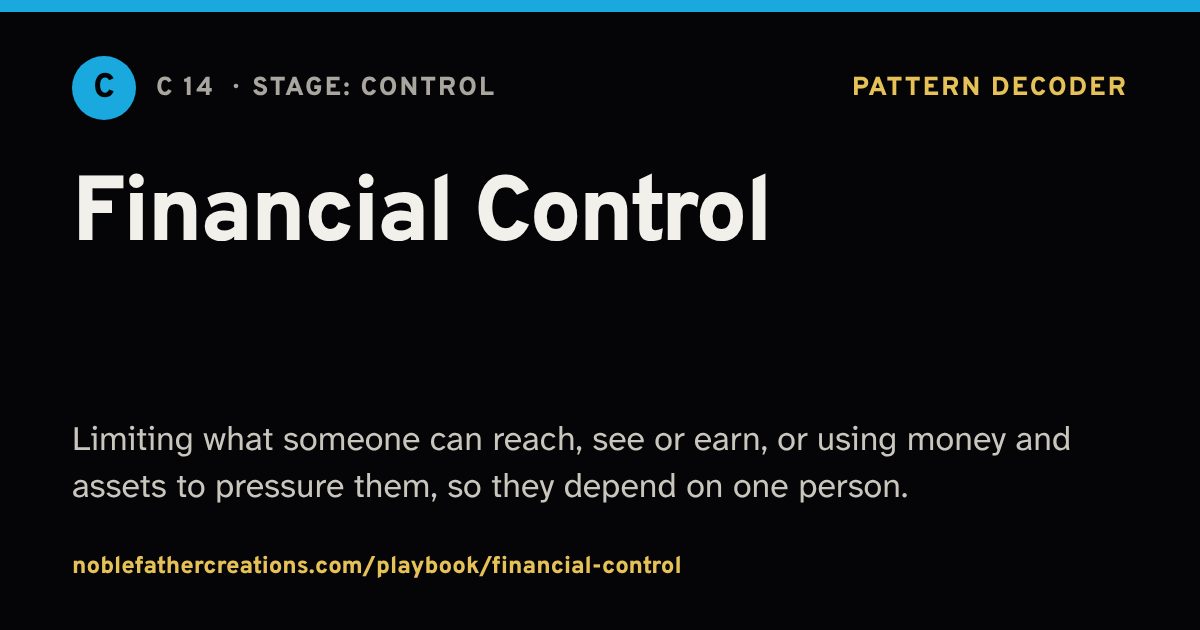 C
C 14 · STAGE: CONTROL
PATTERN DECODER
Financial Control
Limiting what someone can reach, see or earn, or using money and
assets to pressure them, so they depend on one person.
noblefathercreations.com/playbook/financial-control